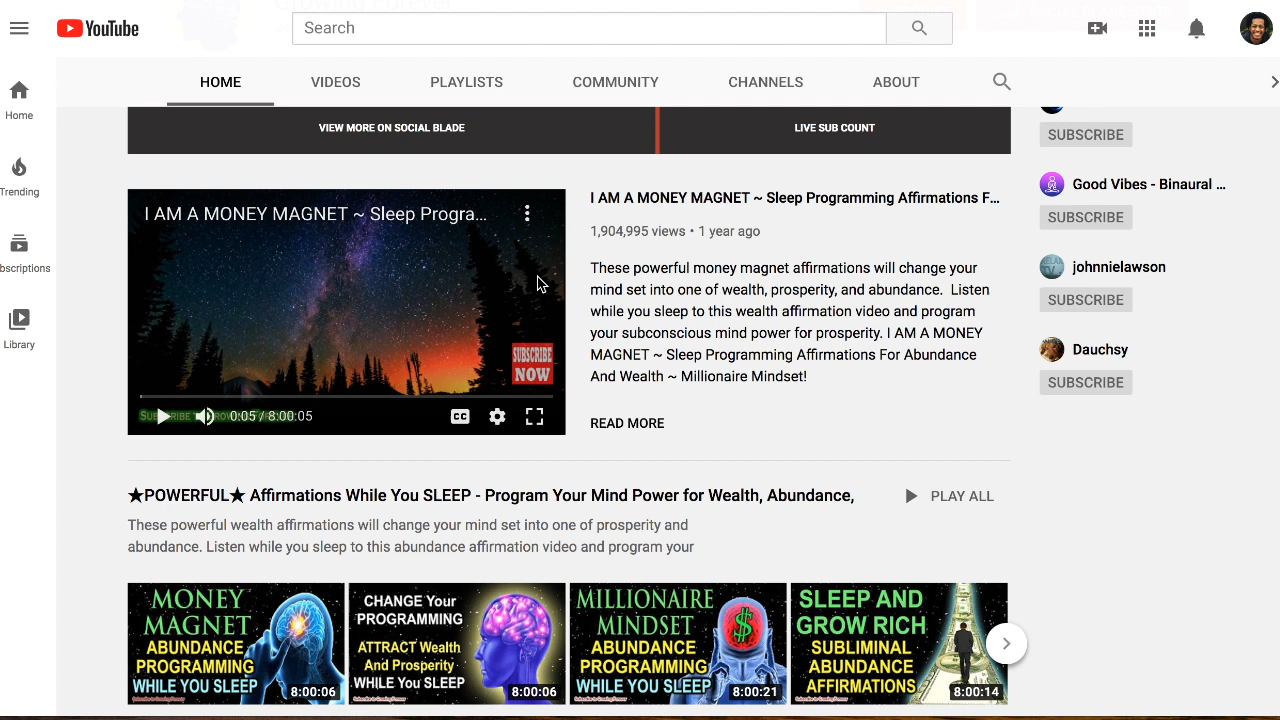 Growing Forever
YouTube
Search
HOME
VIDEOS
PLAYLISTS
COMMUNITY
CHANNELS
ABOUT
Home
Trending
bscriptions
Library
VIEW MORE ON SOCIAL BLADE
LIVE SUB COUNT
SUBSCRIBE
Good Vibes - Binaural ...
SUBSCRIBE
johnnielawson
SUBSCRIBE
Dauchsy
SUBSCRIBE
I AM A MONEY MAGNET ~ Sleep Progra...
SUBSCRIBE
NOW
0:05 / 8:00:05
CC
I AM A MONEY MAGNET ~ Sleep Programming Affirmations F...
1,904,995 views • 1 year ago
These powerful money magnet affirmations will change your
mind set into one of wealth, prosperity, and abundance.  Listen
while you sleep to this wealth affirmation video and program
your subconscious mind power for prosperity. I AM A MONEY
MAGNET ~ Sleep Programming Affirmations For Abundance
And Wealth ~ Millionaire Mindset!
READ MORE
★POWERFUL★ Affirmations While You SLEEP - Program Your Mind Power for Wealth, Abundance,
PLAY ALL
These powerful wealth affirmations will change your mind set into one of prosperity and
abundance. Listen while you sleep to this abundance affirmation video and program your
MONEY
MAGNET
ABUNDANCE
PROGRAMMING
WHILE YOU SLEEP
8:00:06
CHANGE Your
PROGRAMMING
ATTRACT Wealth
And Prosperity
WHILE You SLEEP
8:00:06
MILLIONAIRE
MINDSET
ABUNDANCE
PROGRAMMING
WHILE YOU SLEEP
8:00:21
SLEEP AND
GROW RICH
SUBLIMINAL
ABUNDANCE
AFFIRMATIONS
8:00:14